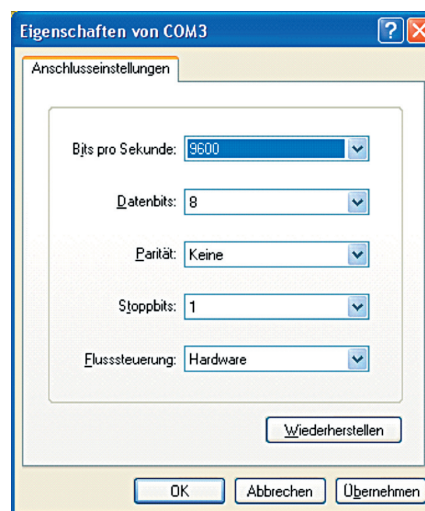 Eigenschaften von COM3
Anschlusseinstellungen
Bits pro Sekunde: 9600
Datenbits: 8
Parität: Keine
Stoppbits: 1
Flusssteuerung: Hardware
Wiederherstellen
OK Abbrechen Übernehmen